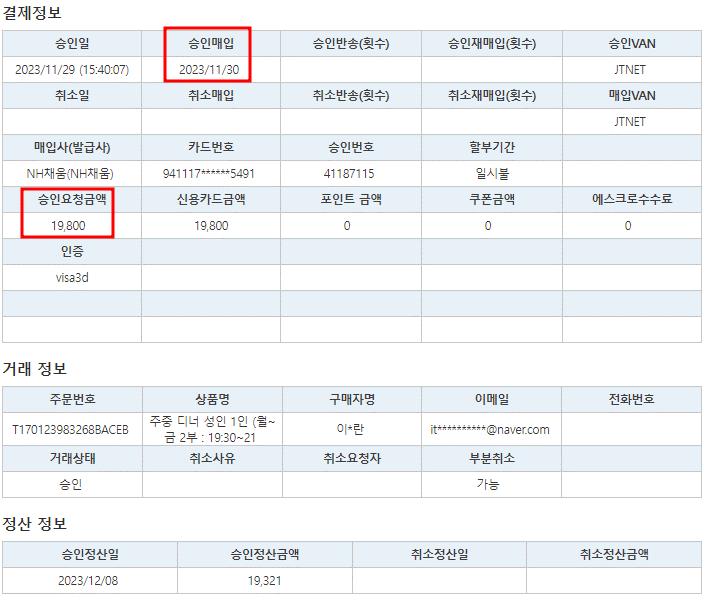 결제정보
승인일 승인매입 승인반송(횟수) 승인재매입(횟수) 승인VAN
2023/11/29 (15:40:07) 2023/11/30 JTNET
취소일 취소매입 취소반송(횟수) 취소재매입(횟수) 매입VAN
JTNET
매입사(발급사) 카드번호 승인번호 할부기간
NH채움(NH채움) 941117******5491 41187115 일시불
승인요청금액 신용카드금액 포인트 금액 쿠폰금액 에스크로수수료
19,800 19,800 0 0 0
인증
visa3d
거래 정보
주문번호 상품명 구매자명 이메일 전화번호
T170123983268BACEB 주중 디너 성인 1인 (월~ 이*란 it**********@naver.com
금 2부 : 19:30~21
거래상태 취소사유 취소요청자 부분취소
승인 가능
정산 정보
승인정산일 승인정산금액 취소정산일 취소정산금액
2023/12/08 19,321